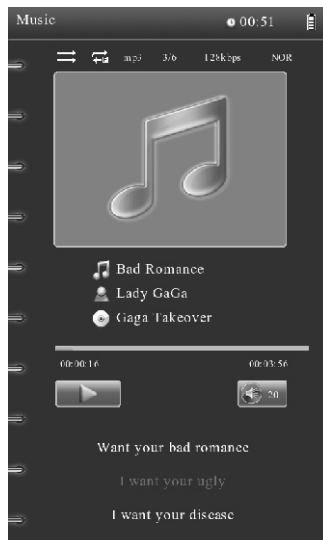 Music 00:51
mp3 3/6 128kbps NOR
Bad Romance
Lady GaGa
Gaga Takeover
00:00:16 00:03:56
20
Want your bad romance
I want your ugly
I want your disease